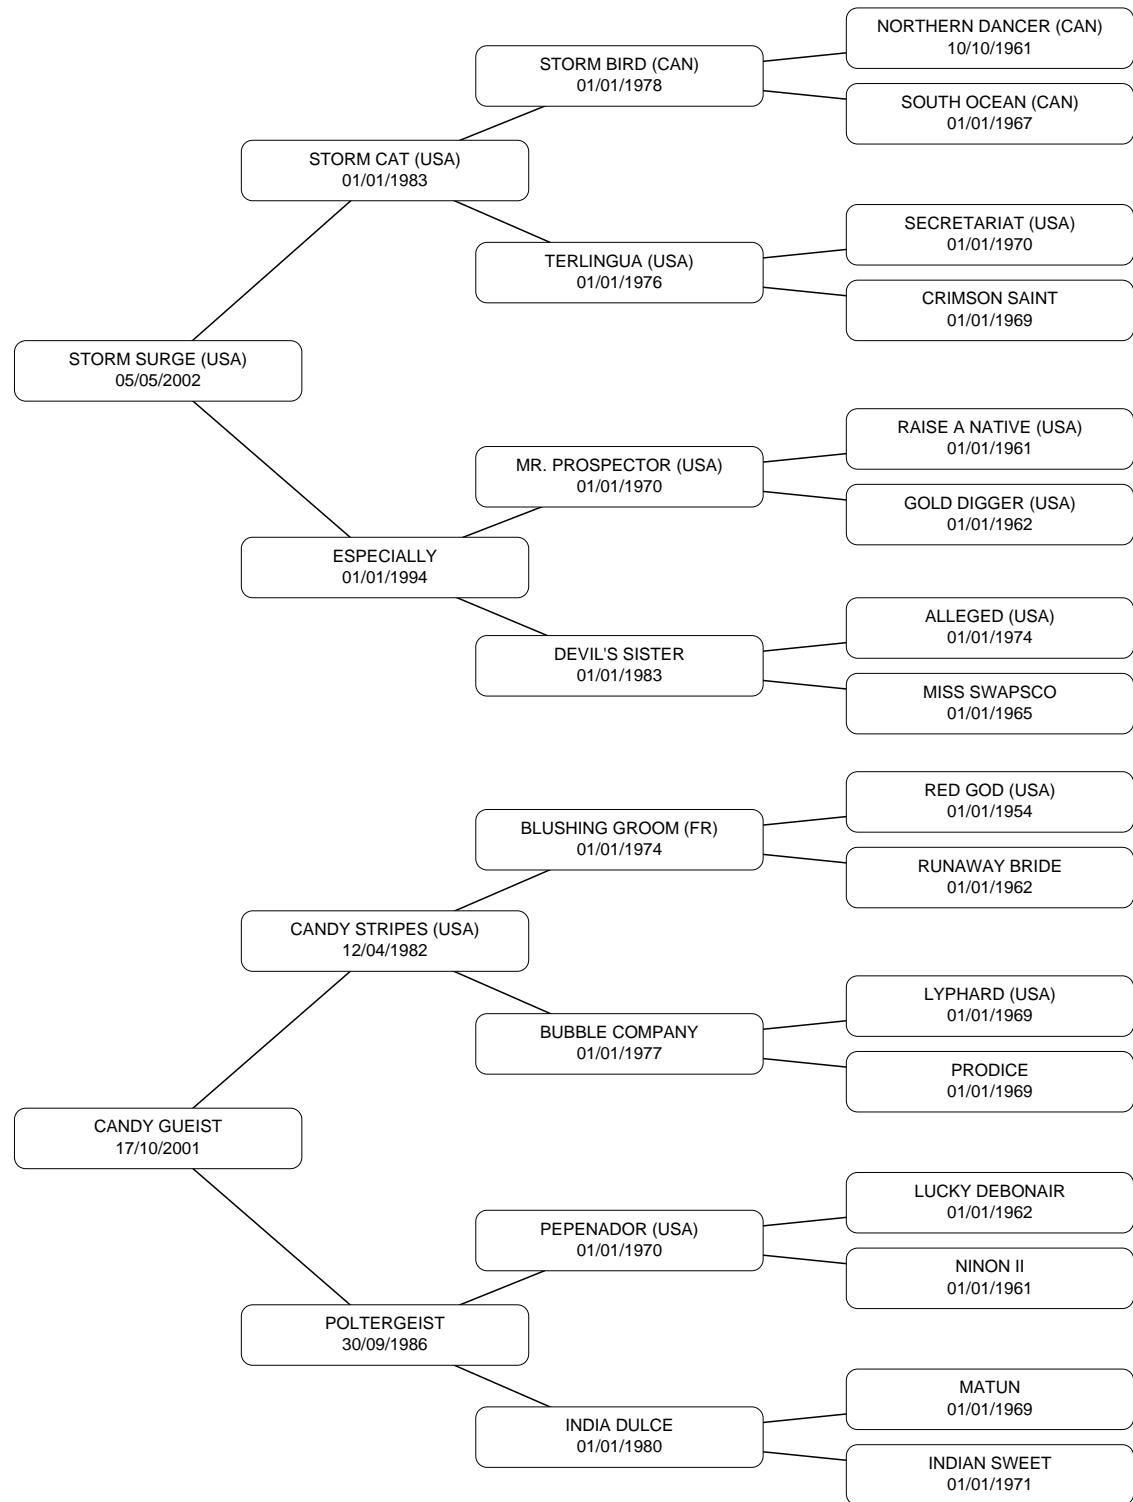 NORTHERN DANCER (CAN)
10/10/1961
STORM BIRD (CAN)
01/01/1978
SOUTH OCEAN (CAN)
01/01/1967
STORM CAT (USA)
01/01/1983
SECRETARIAT (USA)
01/01/1970
TERLINGUA (USA)
01/01/1976
CRIMSON SAINT
01/01/1969
STORM SURGE (USA)
05/05/2002
RAISE A NATIVE (USA)
01/01/1961
MR. PROSPECTOR (USA)
01/01/1970
GOLD DIGGER (USA)
01/01/1962
ESPECIALLY
01/01/1994
ALLEGED (USA)
01/01/1974
DEVIL'S SISTER
01/01/1983
MISS SWAPSCO
01/01/1965
RED GOD (USA)
01/01/1954
BLUSHING GROOM (FR)
01/01/1974
RUNAWAY BRIDE
01/01/1962
CANDY STRIPES (USA)
12/04/1982
LYPHARD (USA)
01/01/1969
BUBBLE COMPANY
01/01/1977
PRODICE
01/01/1969
CANDY GUEIST
17/10/2001
LUCKY DEBONAIR
01/01/1962
PEPENADOR (USA)
01/01/1970
NINON II
01/01/1961
POLTERGEIST
30/09/1986
MATUN
01/01/1969
INDIA DULCE
01/01/1980
INDIAN SWEET
01/01/1971